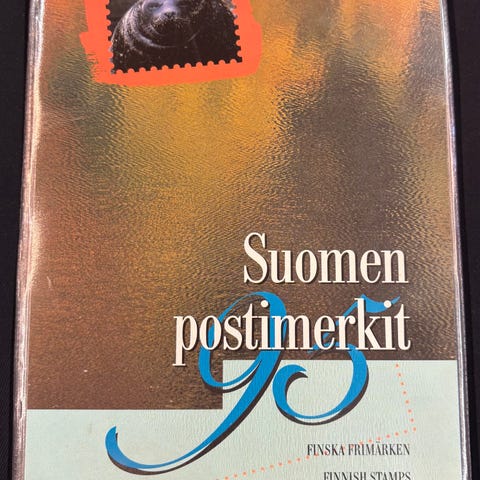 Suomen
postimerkit
95
FINSKA FRIMÄRKEN
FINNISH STAMPS